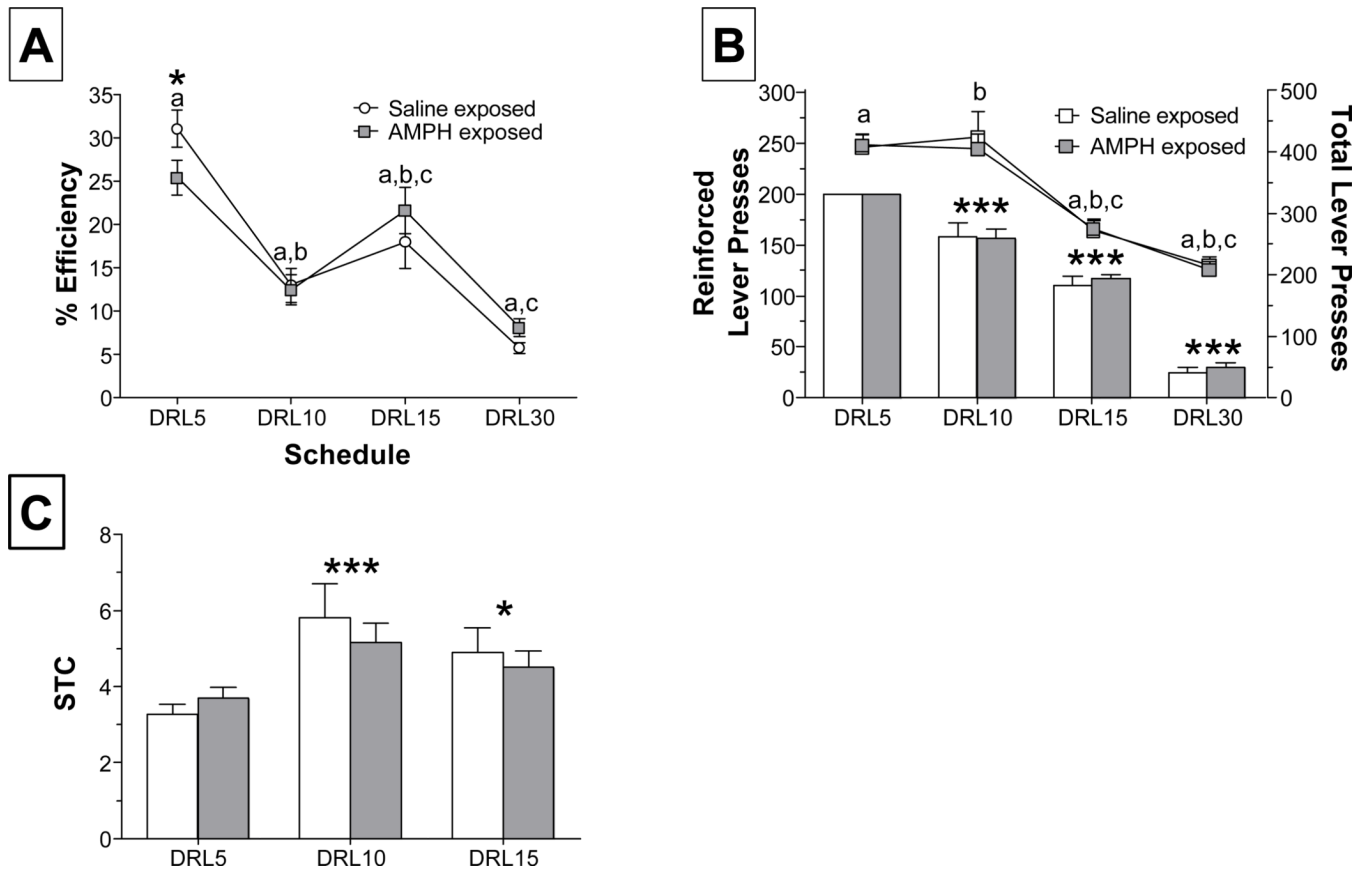 A
*
a
35
30
25
20
15
10
5
0
% Efficiency
Saline exposed
AMPH exposed
a,b
a,b,c
a,c
DRL5 DRL10 DRL15 DRL30
Schedule
B
300
250
200
150
100
50
0
Reinforced
Lever Presses
a
b
a,b,c
a,b,c
Saline exposed
AMPH exposed
***
***
***
500
400
300
200
100
0
Total Lever Presses
DRL5 DRL10 DRL15 DRL30
C
8
6
4
2
0
STC
***
*
DRL5 DRL10 DRL15